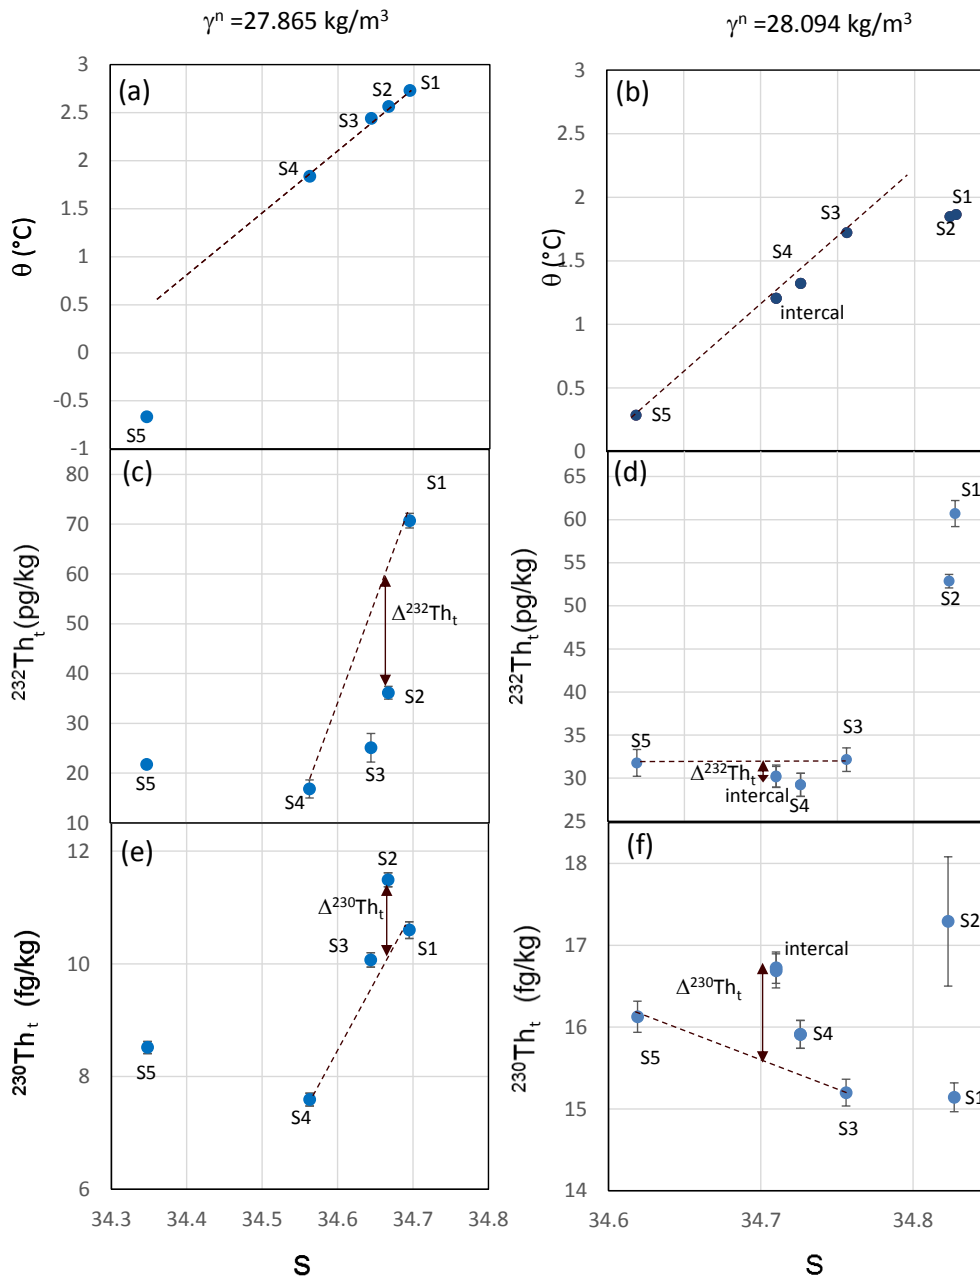 γⁿ =27.865 kg/m³
γⁿ =28.094 kg/m³
(a)
3
2.5
2
1.5
1
0.5
0
-0.5
-1
θ (°C)
S1
S2
S3
S4
S5
(b)
3
2.5
2
1.5
1
0.5
0
θ (°C)
S1
S2
S3
S4
intercal
S5
(c)
80
70
60
50
40
30
20
10
²³²Thₜ(pg/kg)
S1
Δ²³²Thₜ
S2
S3
S4
S5
(d)
65
60
55
50
45
40
35
30
25
²³²Thₜ(pg/kg)
S1
S2
S3
S5
Δ²³²Thₜ
intercal
S4
(e)
12
10
8
6
²³⁰Thₜ (fg/kg)
S2
Δ²³⁰Thₜ
S3
S1
S5
S4
34.3 34.4 34.5 34.6 34.7 34.8
S
(f)
18
17
16
15
14
²³⁰Thₜ (fg/kg)
S2
intercal
Δ²³⁰Thₜ
S4
S5
S3
S1
34.6 34.7 34.8
S